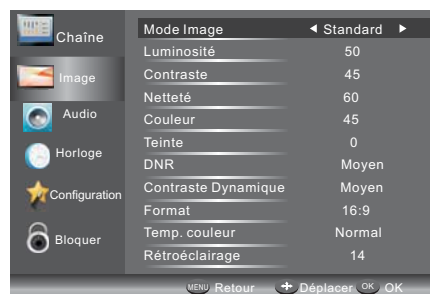 Chaîne
Image
Audio
Horloge
Configuration
Bloquer
Mode Image Standard
Luminosité 50
Contraste 45
Netteté 60
Couleur 45
Teinte 0
DNR Moyen
Contraste Dynamique Moyen
Format 16:9
Temp. couleur Normal
Rétroéclairage 14
MENU Retour Déplacer OK OK